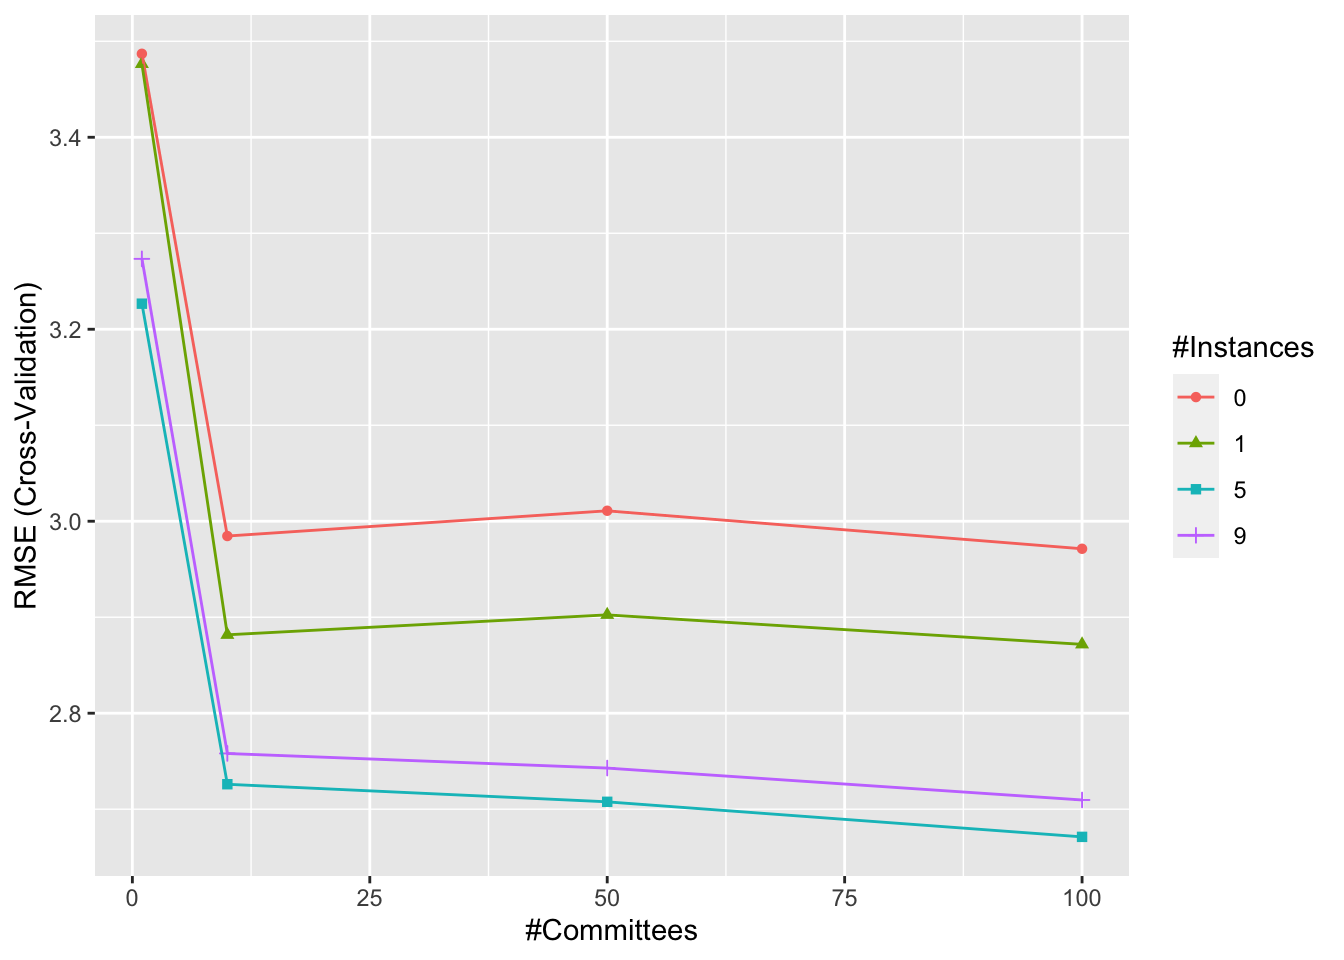 3.4
3.2
3.0
2.8
RMSE (Cross-Validation)
0 25 50 75 100
#Committees
#Instances
0
1
5
9